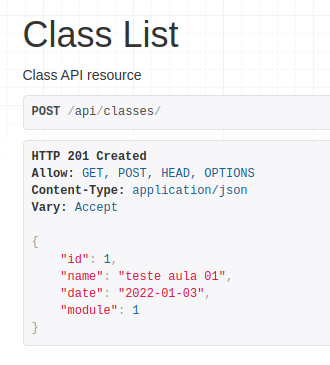 Class List
Class API resource
POST /api/classes/
HTTP 201 Created
Allow: GET, POST, HEAD, OPTIONS
Content-Type: application/json
Vary: Accept
{
    "id": 1,
    "name": "teste aula 01",
    "date": "2022-01-03",
    "module": 1
}